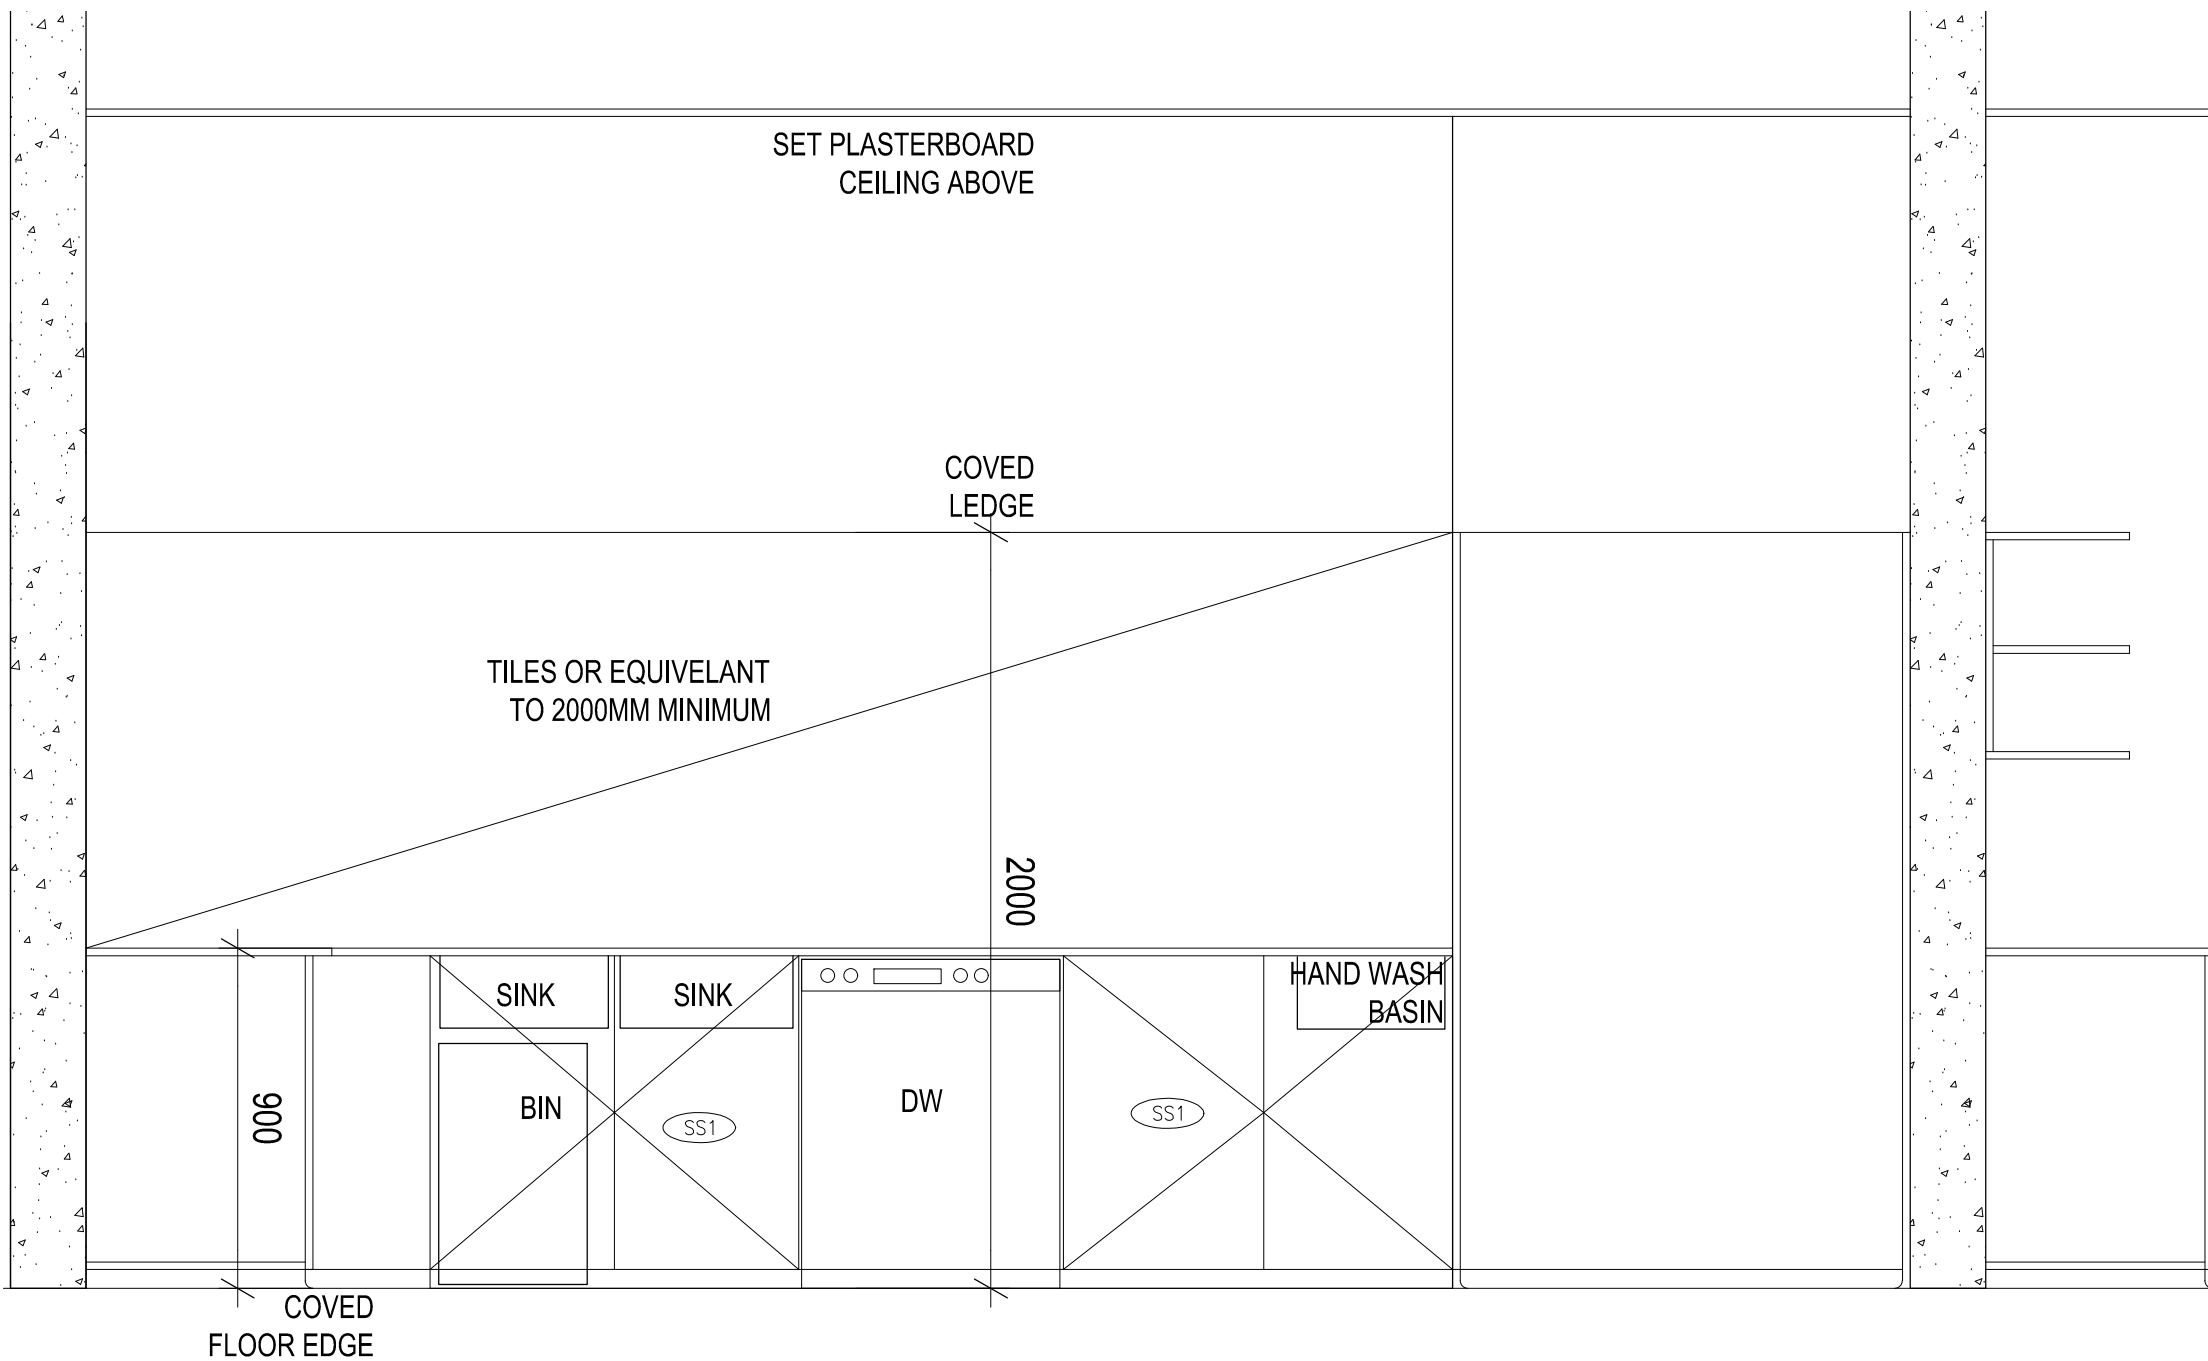 SET PLASTERBOARD
CEILING ABOVE
COVED
LEDGE
TILES OR EQUIVELANT
TO 2000MM MINIMUM
2000
HAND WASH
BASIN
SINK
SINK
BIN
DW
SS1
SS1
900
COVED
FLOOR EDGE